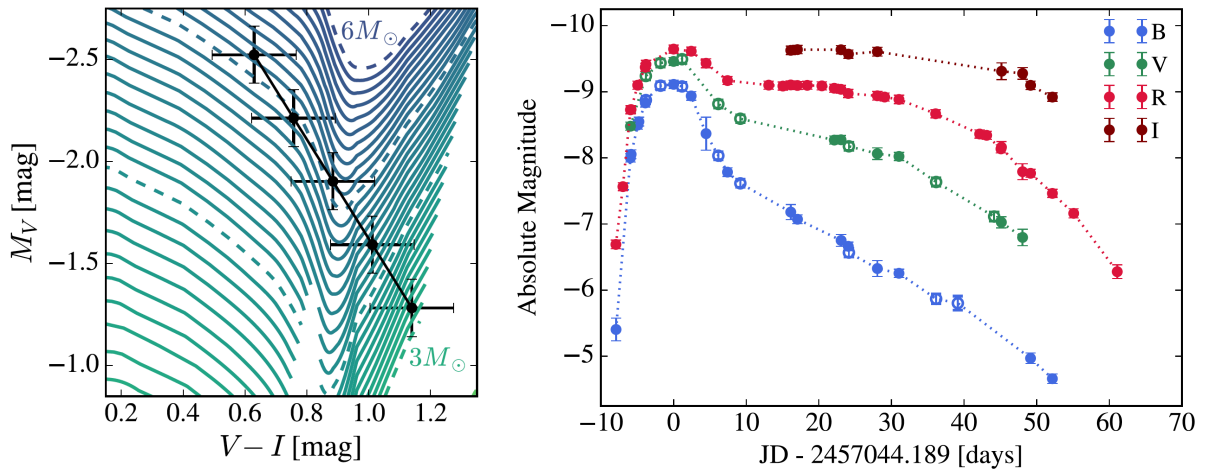 6M⊙
3M⊙
M_V [mag]
−2.5
−2.0
−1.5
−1.0
0.2 0.4 0.6 0.8 1.0 1.2
V − I [mag]
B
V
R
I
Absolute Magnitude
−10
−9
−8
−7
−6
−5
−10 0 10 20 30 40 50 60 70
JD - 2457044.189 [days]